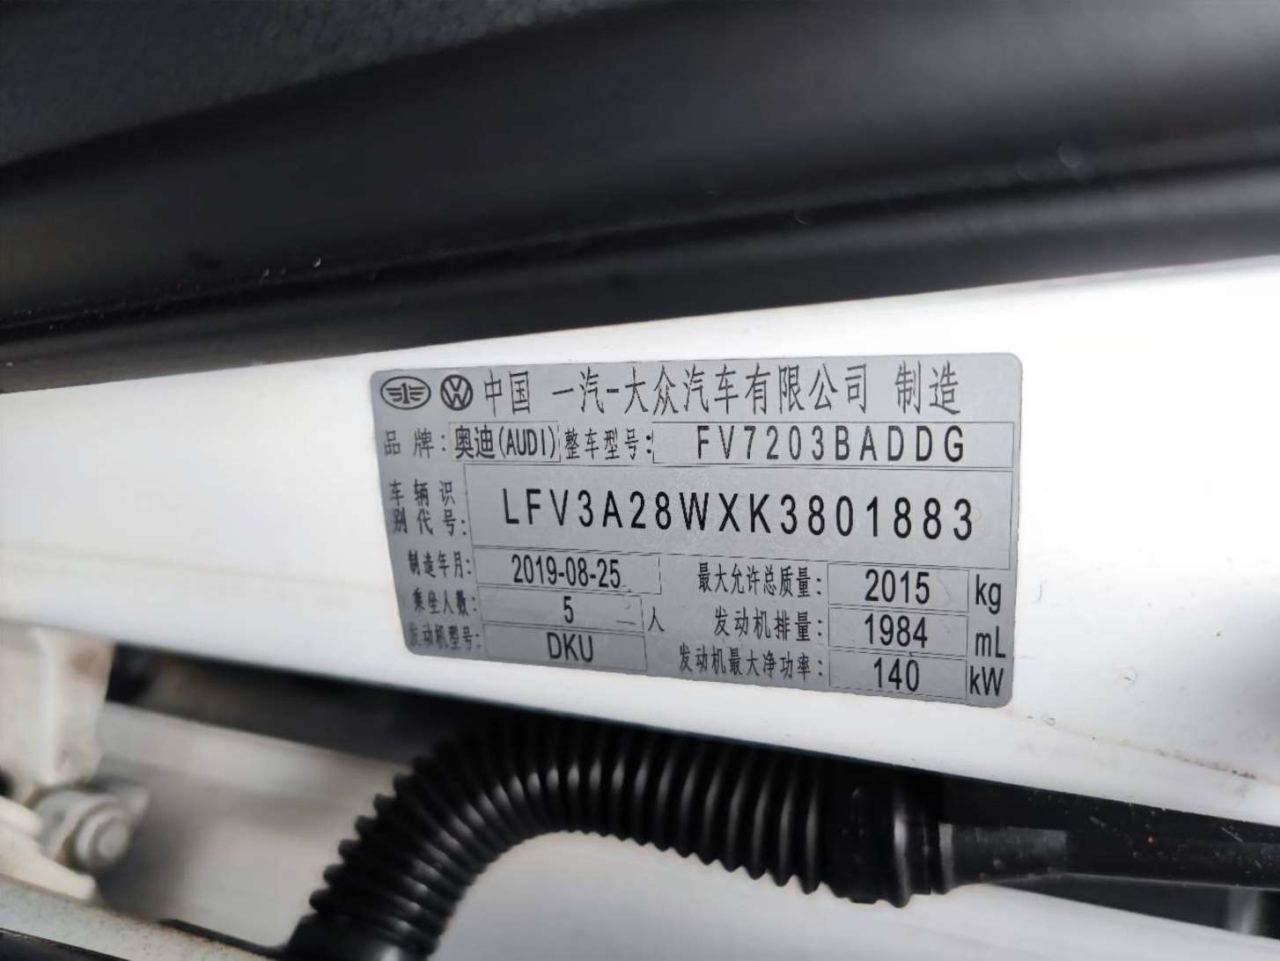 中国 一汽-大众汽车有限公司 制造
品牌: 奥迪(AUDI) 整车型号: FV7203BADDG
车辆识别代号: LFV3A28WXK3801883
制造年月: 2019-08-25 最大允许总质量: 2015 kg
乘坐人数: 5 人 发动机排量: 1984 mL
发动机型号: DKU 发动机最大净功率: 140 kW